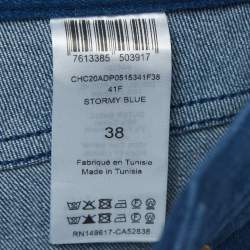 7613385 503917
CHC20ADP0515341F38
41F
STORMY BLUE
38
Fabriqué en Tunisie
Made in Tunisia
RN149617-CA52838